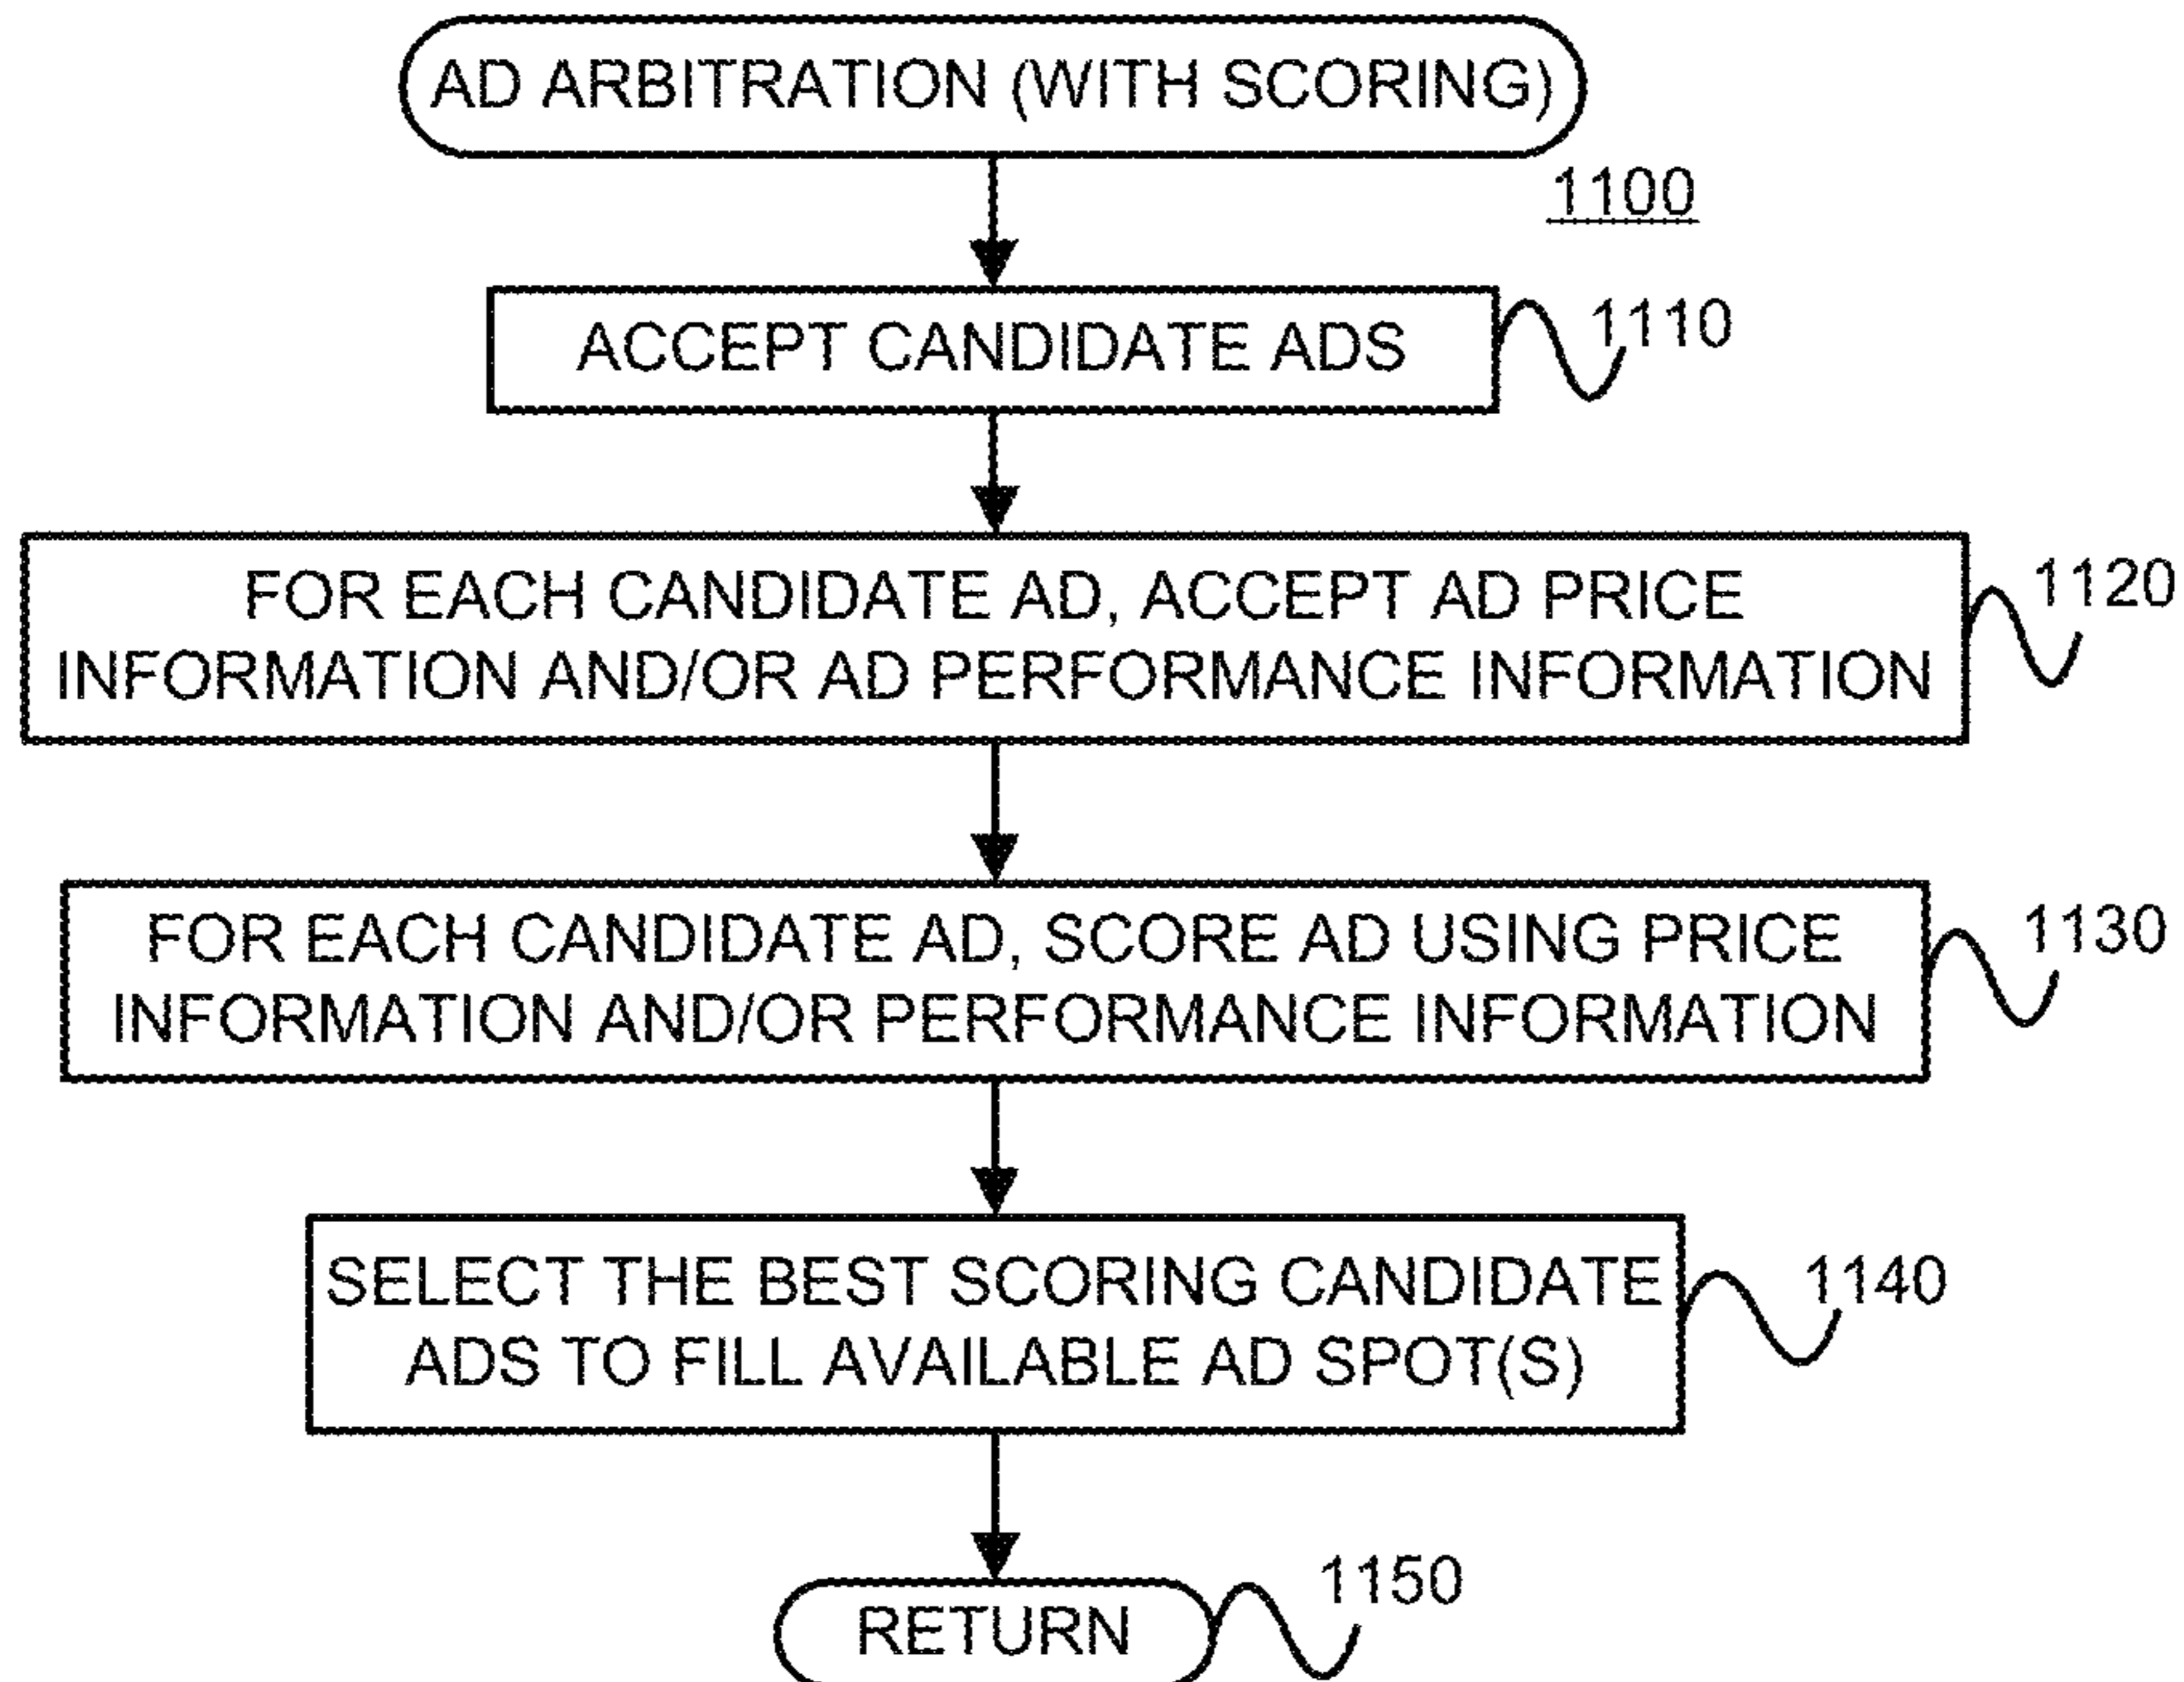 AD ARBITRATION (WITH SCORING)
1100
ACCEPT CANDIDATE ADS
1110
FOR EACH CANDIDATE AD, ACCEPT AD PRICE
INFORMATION AND/OR AD PERFORMANCE INFORMATION
1120
FOR EACH CANDIDATE AD, SCORE AD USING PRICE
INFORMATION AND/OR PERFORMANCE INFORMATION
1130
SELECT THE BEST SCORING CANDIDATE
ADS TO FILL AVAILABLE AD SPOT(S)
1140
RETURN
1150